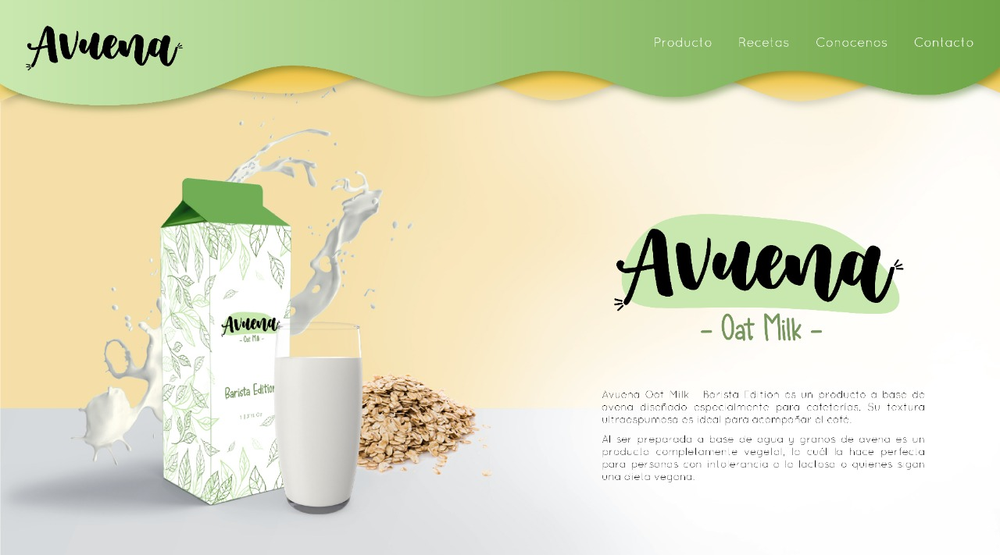 Avuena
Producto Recetas Conocenos Contacto
Avuena
- Oat Milk -
Avuena
- Oat Milk -
Barista Edition
Avuena Oat Milk Barista Edition es un producto a base de
avena diseñado especialmente para cafeterías. Su textura
ultraespumosa es ideal para acompañar el café.
Al ser preparada a base de agua y granos de avena es un
producto completamente vegetal, lo cuál la hace perfecta
para personas con intolerancia a la lactosa o quienes sigan
una dieta vegana.